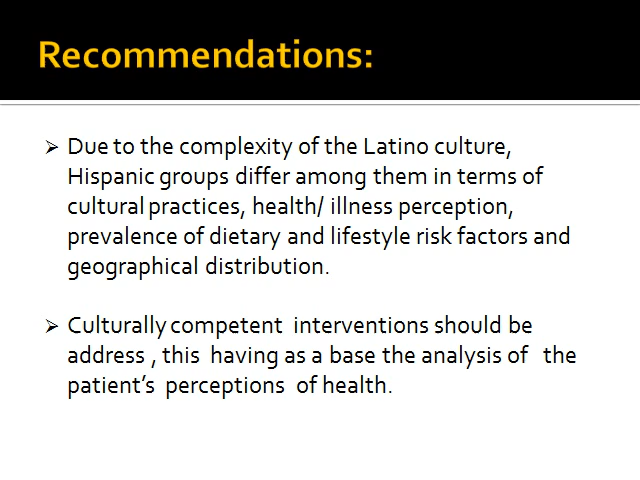 Recommendations:
➢ Due to the complexity of the Latino culture,
Hispanic groups differ among them in terms of
cultural practices, health/ illness perception,
prevalence of dietary and lifestyle risk factors and
geographical distribution.
➢ Culturally competent interventions should be
address , this having as a base the analysis of the
patient’s perceptions of health.